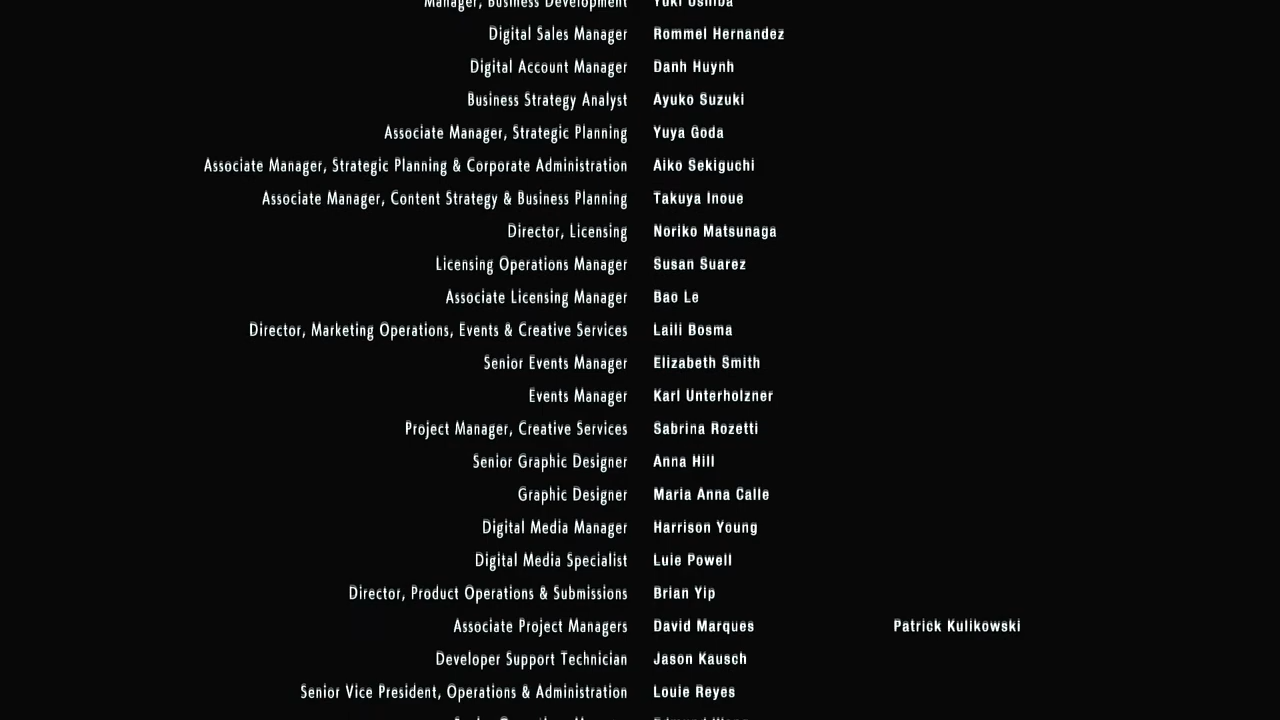 Manager, Business Development Yuki Ushiba
Digital Sales Manager Rommel Hernandez
Digital Account Manager Danh Huynh
Business Strategy Analyst Ayuko Suzuki
Associate Manager, Strategic Planning Yuya Goda
Associate Manager, Strategic Planning & Corporate Administration Aiko Sekiguchi
Associate Manager, Content Strategy & Business Planning Takuya Inoue
Director, Licensing Noriko Matsunaga
Licensing Operations Manager Susan Suarez
Associate Licensing Manager Bao Le
Director, Marketing Operations, Events & Creative Services Laili Bosma
Senior Events Manager Elizabeth Smith
Events Manager Karl Unterholzner
Project Manager, Creative Services Sabrina Rozetti
Senior Graphic Designer Anna Hill
Graphic Designer Maria Anna Calle
Digital Media Manager Harrison Young
Digital Media Specialist Luie Powell
Director, Product Operations & Submissions Brian Yip
Associate Project Managers David Marques Patrick Kulikowski
Developer Support Technician Jason Kausch
Senior Vice President, Operations & Administration Louie Reyes